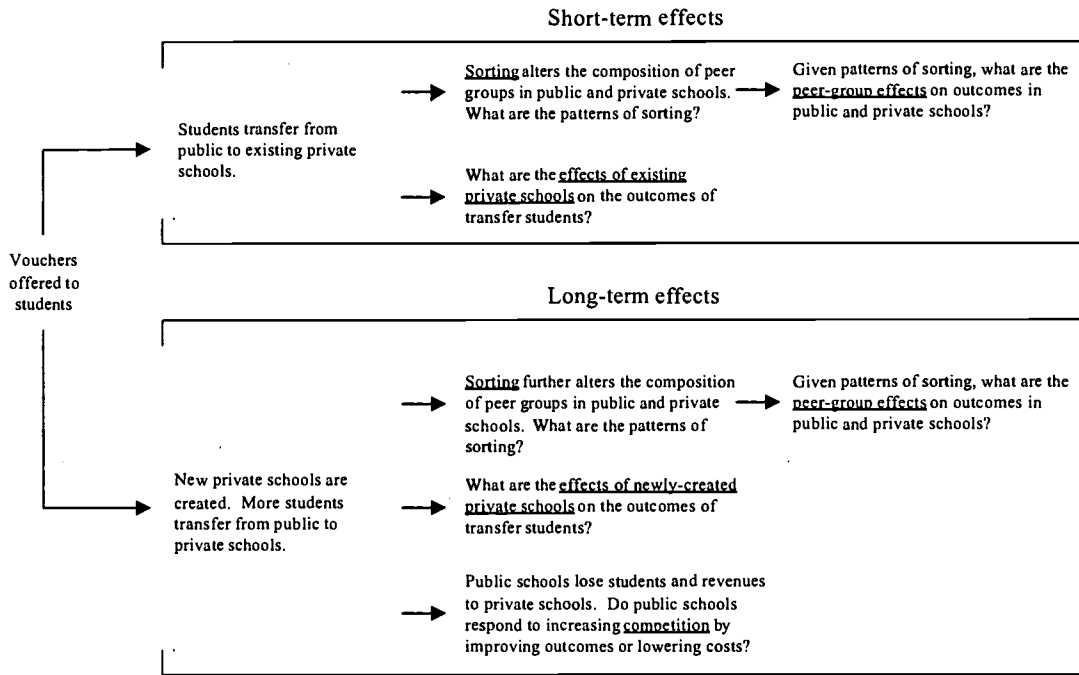 Short-term effects
Sorting alters the composition of peer
groups in public and private schools.
What are the patterns of sorting?
Given patterns of sorting, what are the
peer-group effects on outcomes in
public and private schools?
Students transfer from
public to existing private
schools.
What are the effects of existing
private schools on the outcomes of
transfer students?
Vouchers
offered to
students
Long-term effects
Sorting further alters the composition
of peer groups in public and private
schools. What are the patterns of
sorting?
Given patterns of sorting, what are the
peer-group effects on outcomes in
public and private schools?
New private schools are
created. More students
transfer from public to
private schools.
What are the effects of newly-created
private schools on the outcomes of
transfer students?
Public schools lose students and revenues
to private schools. Do public schools
respond to increasing competition by
improving outcomes or lowering costs?